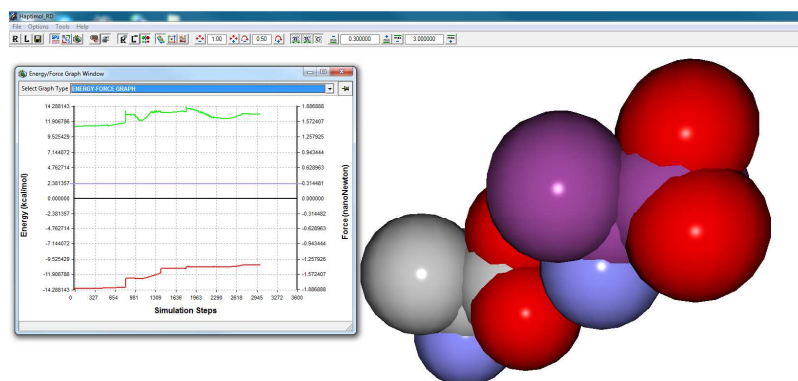 Haptimol_RD
File Options Tools Help
R L 1.00 0.50 0.300000 3.000000
Energy/Force Graph Window
Select Graph Type ENERGY-FORCE GRAPH
14.288143 1.886888
11.906786 1.572407
9.525429 1.257925
7.144072 0.943444
4.762714 0.628963
2.381357 0.314481
0.000000 0.000000
-2.381357 -0.314482
-4.762714 -0.628963
-7.144072 -0.943444
-9.525429 -1.257926
-11.906786 -1.572407
-14.288143 -1.886888
Energy (kcal/mol)
Force (nanoNewton)
0 327 654 981 1309 1636 1963 2290 2618 2945 3272 3600
Simulation Steps